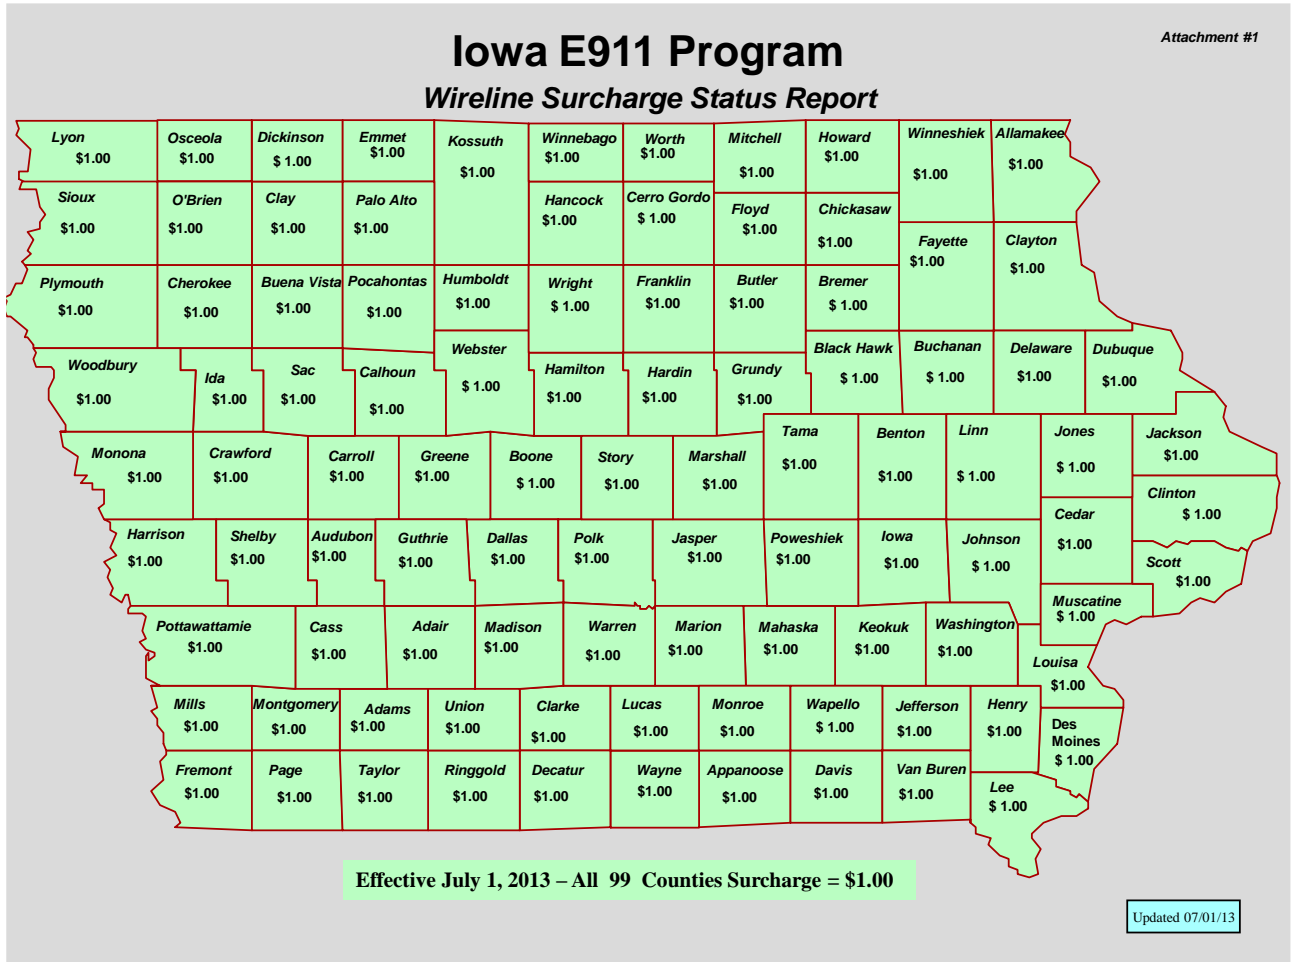 Attachment #1
Iowa E911 Program
Wireline Surcharge Status Report
Lyon
$1.00
Osceola
$1.00
Dickinson
$ 1.00
Emmet
$1.00
Kossuth
$1.00
Winnebago
$1.00
Worth
$1.00
Mitchell
$1.00
Howard
$1.00
Winneshiek
$1.00
Allamakee
$1.00
Sioux
$1.00
O'Brien
$1.00
Clay
$1.00
Palo Alto
$1.00
Hancock
$1.00
Cerro Gordo
$ 1.00
Floyd
$1.00
Chickasaw
$1.00
Fayette
$1.00
Clayton
$1.00
Plymouth
$1.00
Cherokee
$1.00
Buena Vista
$1.00
Pocahontas
$1.00
Humboldt
$1.00
Wright
$ 1.00
Franklin
$1.00
Butler
$1.00
Bremer
$ 1.00
Woodbury
$1.00
Ida
$1.00
Sac
$1.00
Calhoun
$1.00
Webster
$ 1.00
Hamilton
$1.00
Hardin
$1.00
Grundy
$1.00
Black Hawk
$ 1.00
Buchanan
$ 1.00
Delaware
$1.00
Dubuque
$1.00
Monona
$1.00
Crawford
$1.00
Carroll
$1.00
Greene
$1.00
Boone
$ 1.00
Story
$1.00
Marshall
$1.00
Tama
$1.00
Benton
$1.00
Linn
$ 1.00
Jones
$ 1.00
Jackson
$1.00
Clinton
$ 1.00
Cedar
$1.00
Harrison
$1.00
Shelby
$1.00
Audubon
$1.00
Guthrie
$1.00
Dallas
$1.00
Polk
$1.00
Jasper
$1.00
Poweshiek
$1.00
Iowa
$1.00
Johnson
$ 1.00
Scott
$1.00
Muscatine
$ 1.00
Pottawattamie
$1.00
Cass
$1.00
Adair
$1.00
Madison
$1.00
Warren
$1.00
Marion
$1.00
Mahaska
$1.00
Keokuk
$1.00
Washington
$1.00
Louisa
$1.00
Mills
$1.00
Montgomery
$1.00
Adams
$1.00
Union
$1.00
Clarke
$1.00
Lucas
$1.00
Monroe
$1.00
Wapello
$ 1.00
Jefferson
$1.00
Henry
$1.00
Des
Moines
$ 1.00
Fremont
$1.00
Page
$1.00
Taylor
$1.00
Ringgold
$1.00
Decatur
$1.00
Wayne
$1.00
Appanoose
$1.00
Davis
$1.00
Van Buren
$1.00
Lee
$ 1.00
Effective July 1, 2013 – All 99 Counties Surcharge = $1.00
Updated 07/01/13